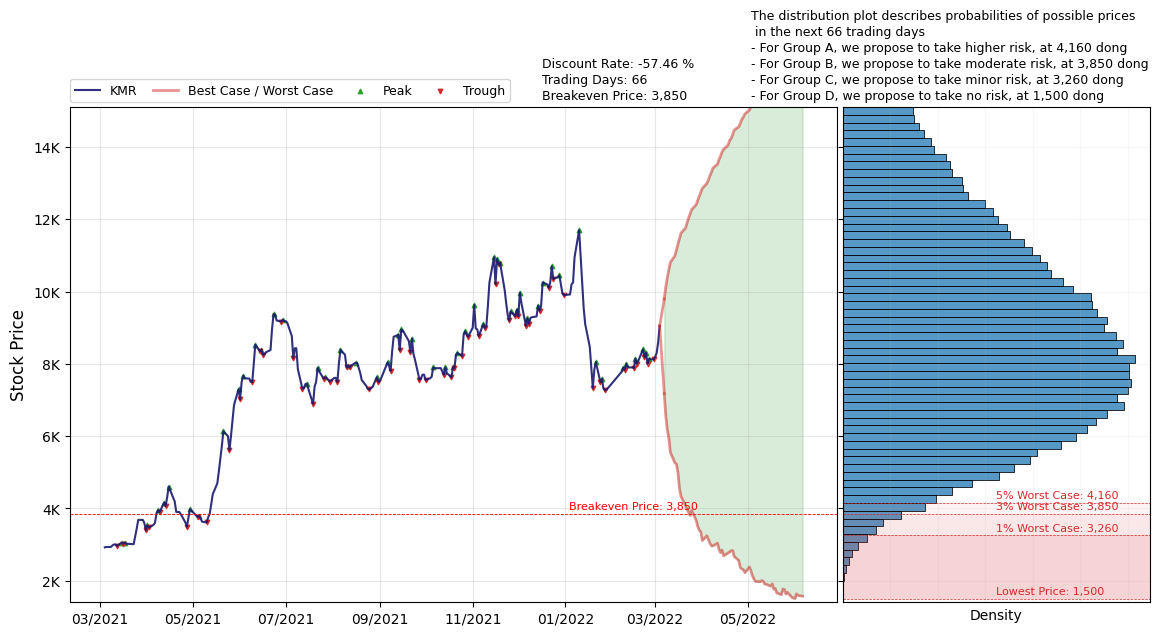 The distribution plot describes probabilities of possible prices
in the next 66 trading days
- For Group A, we propose to take higher risk, at 4,160 dong
- For Group B, we propose to take moderate risk, at 3,850 dong
- For Group C, we propose to take minor risk, at 3,260 dong
- For Group D, we propose to take no risk, at 1,500 dong
Discount Rate: -57.46 %
Trading Days: 66
Breakeven Price: 3,850
KMR
Best Case / Worst Case
Peak
Trough
Stock Price
14K
12K
10K
8K
6K
4K
2K
Breakeven Price: 3,850
5% Worst Case: 4,160
3% Worst Case: 3,850
1% Worst Case: 3,260
Lowest Price: 1,500
03/2021
05/2021
07/2021
09/2021
11/2021
01/2022
03/2022
05/2022
Density